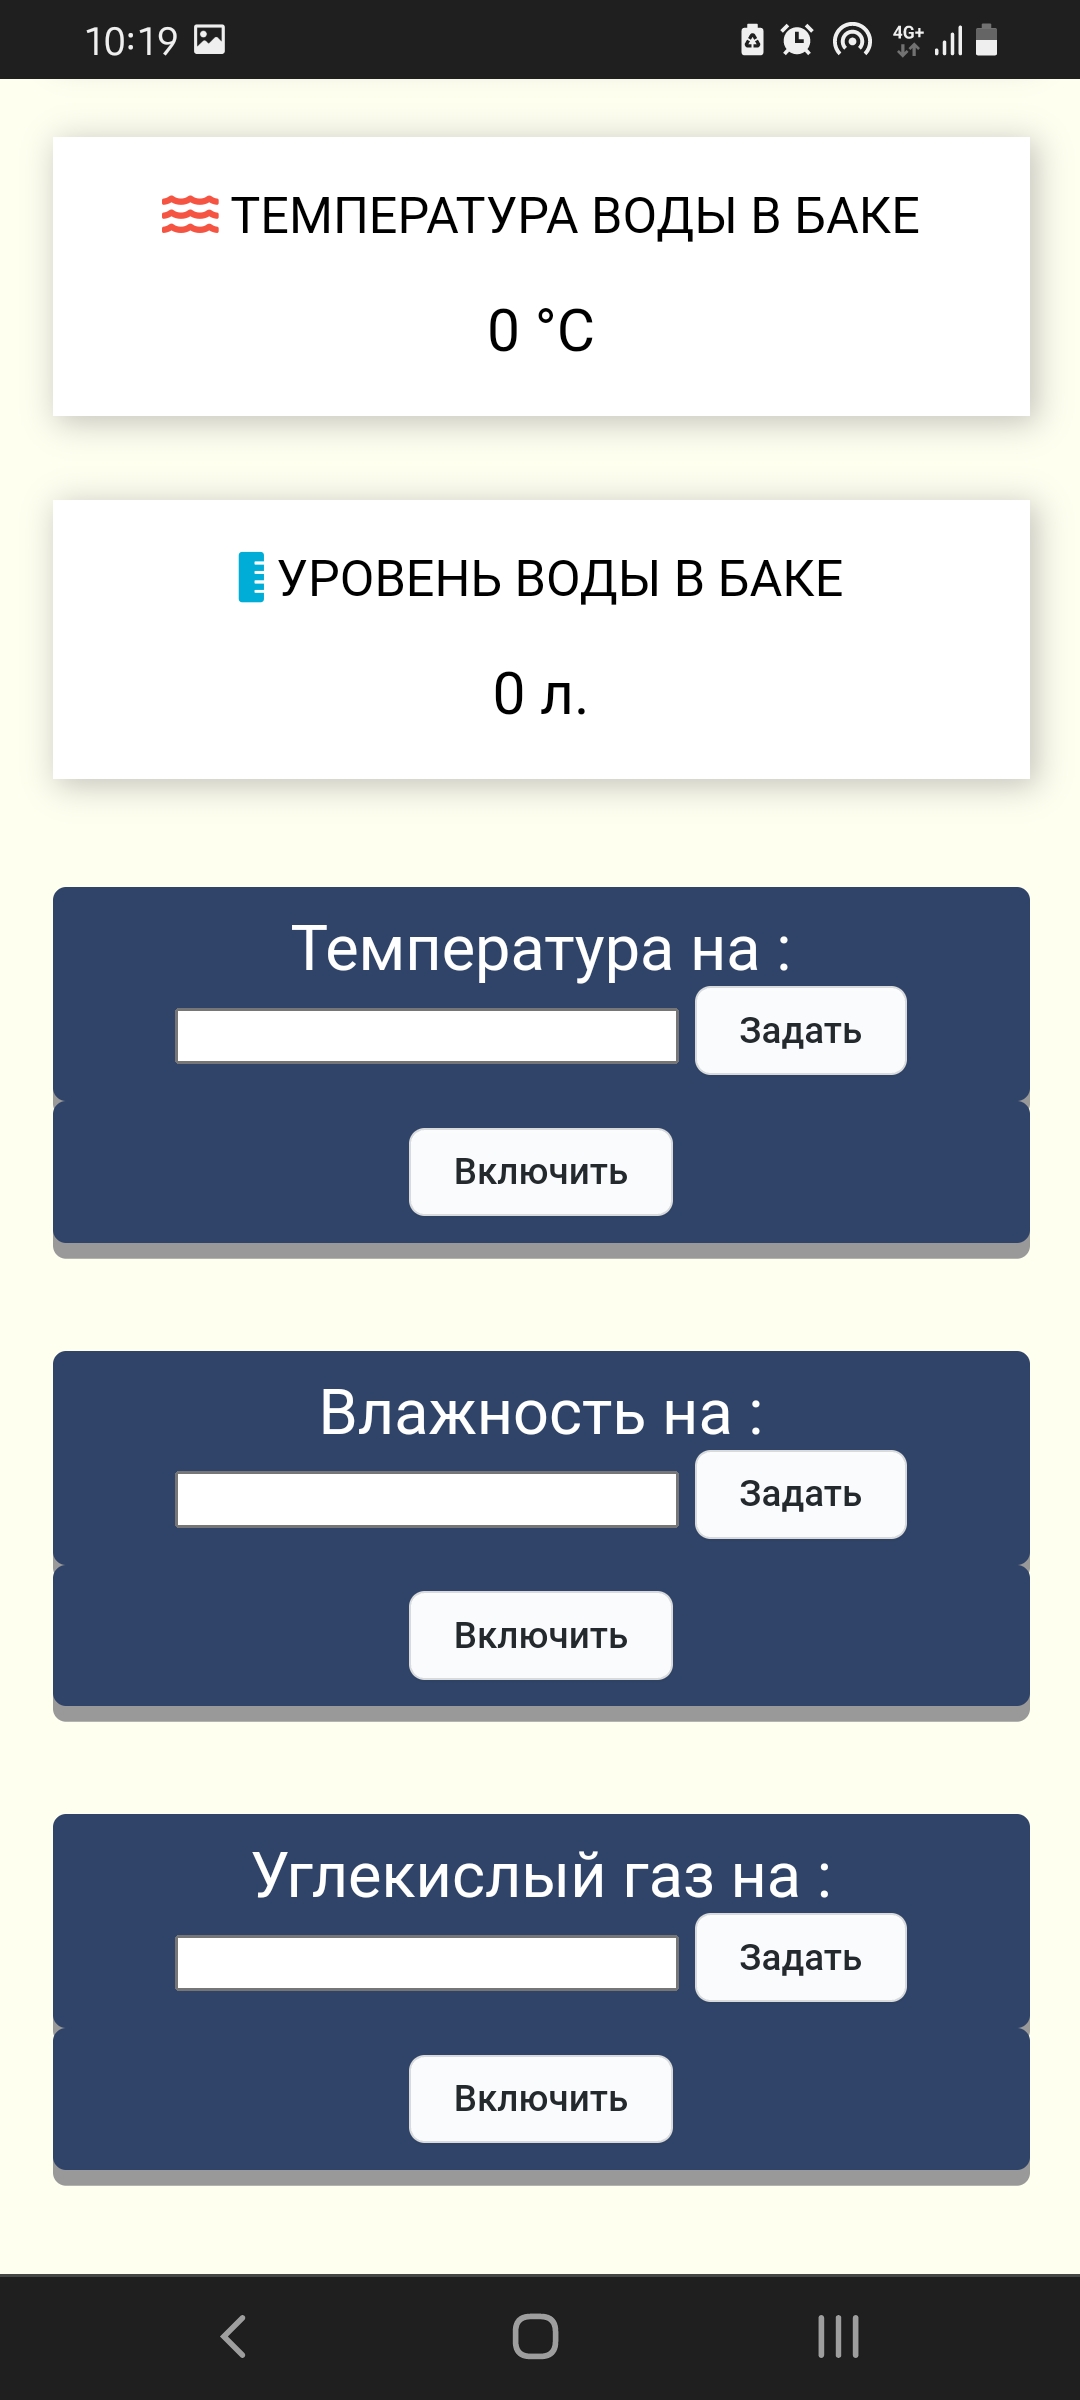 10:19
4G+
ТЕМПЕРАТУРА ВОДЫ В БАКЕ
0 °C
УРОВЕНЬ ВОДЫ В БАКЕ
0 л.
Температура на :
Задать
Включить
Влажность на :
Задать
Включить
Углекислый газ на :
Задать
Включить